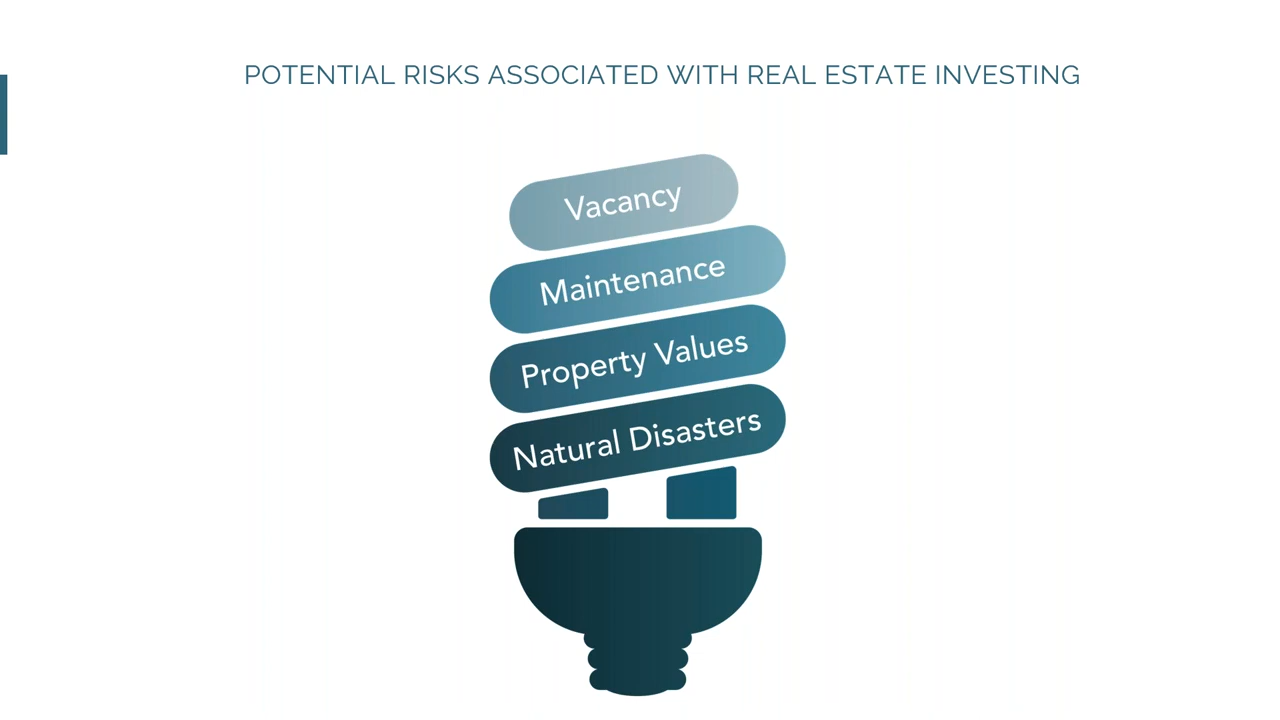 POTENTIAL RISKS ASSOCIATED WITH REAL ESTATE INVESTING
Vacancy
Maintenance
Property Values
Natural Disasters